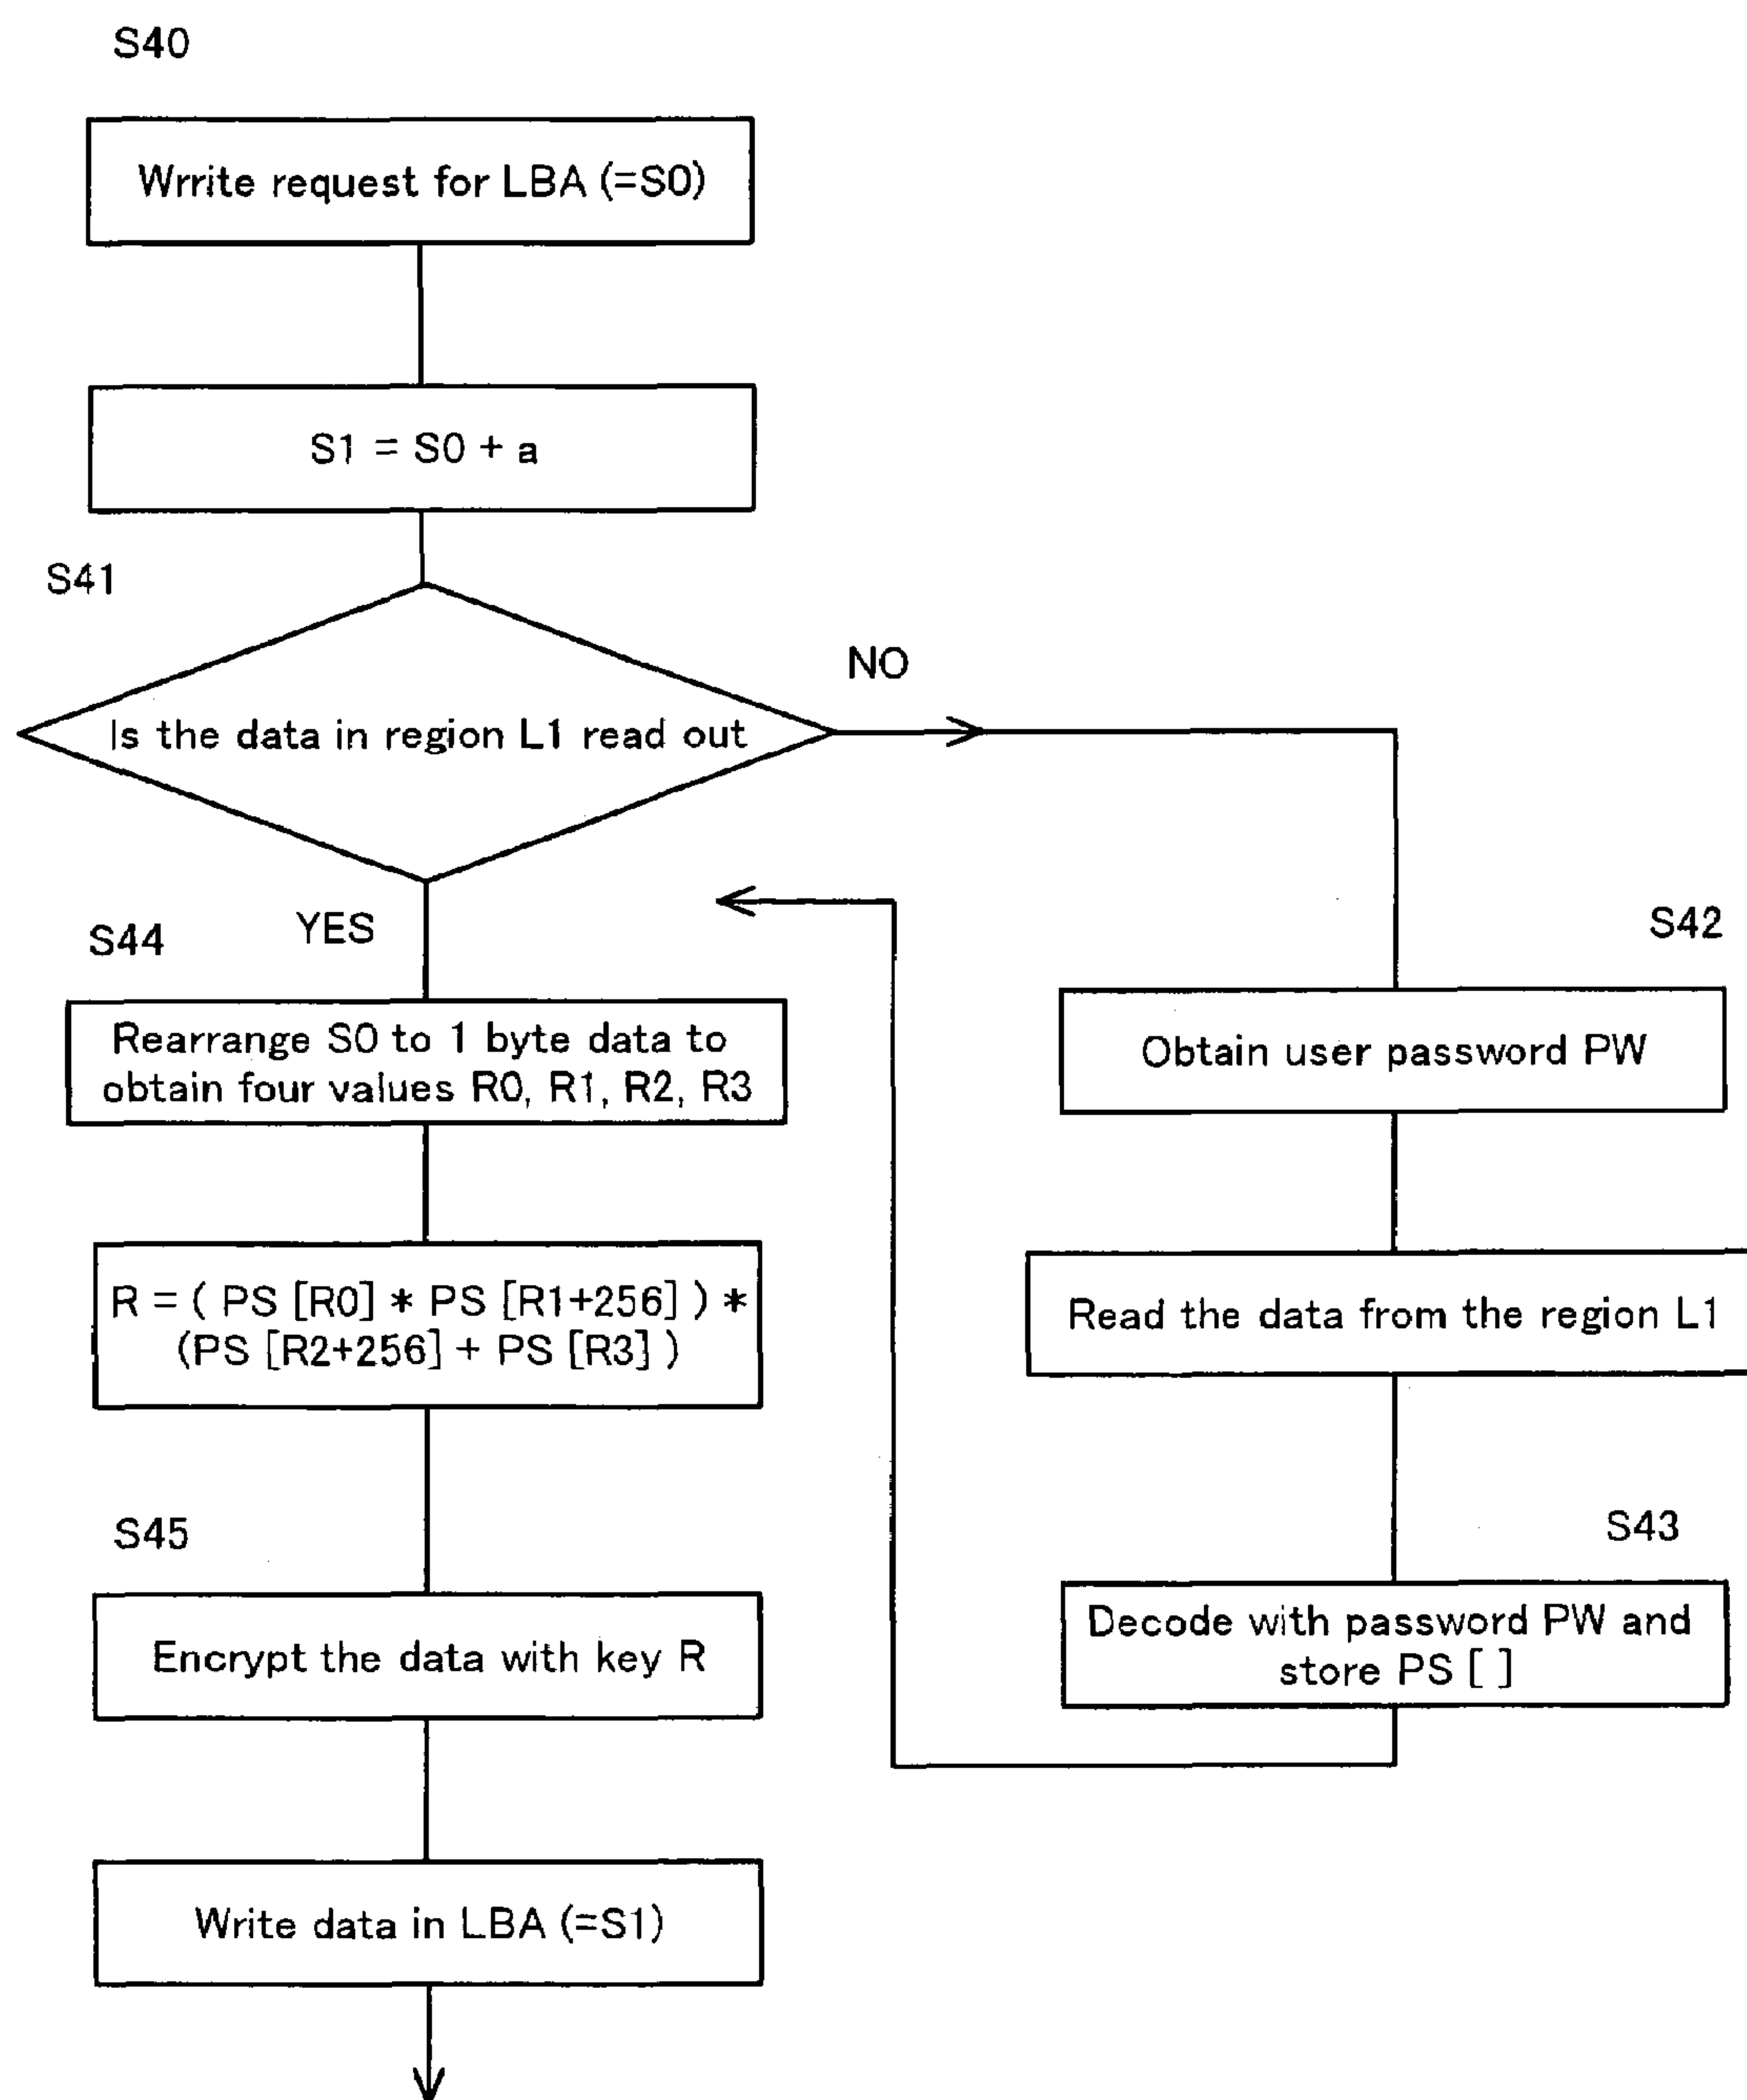 S40
Wrrite request for LBA (=S0)
S1 = S0 + a
S41
Is the data in region L1 read out
NO
YES
S44
Rearrange S0 to 1 byte data to
obtain four values R0, R1, R2, R3
R = ( PS [R0] * PS [R1+256] ) *
(PS [R2+256] + PS [R3] )
S45
Encrypt the data with key R
Write data in LBA (=S1)
S42
Obtain user password PW
Read the data from the region L1
S43
Decode with password PW and
store PS [ ]